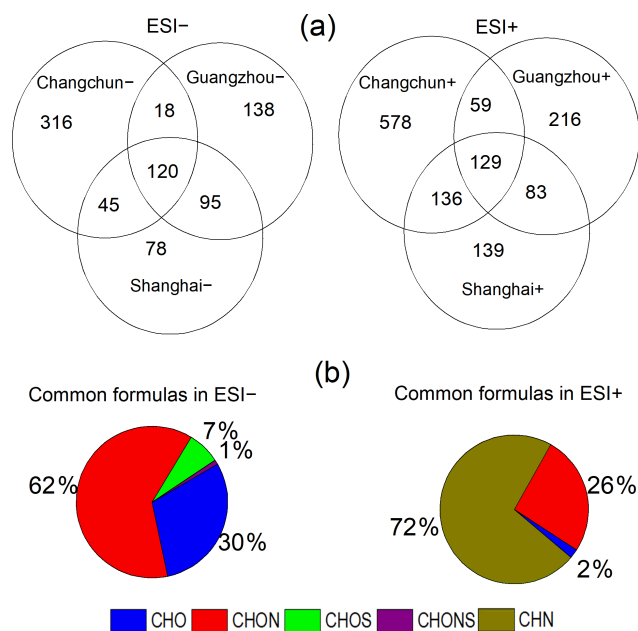 ESI−
(a)
ESI+
Changchun−
Guangzhou−
316
18
138
120
45
95
78
Shanghai−
Changchun+
Guangzhou+
578
59
216
129
136
83
139
Shanghai+
(b)
Common formulas in ESI−
Common formulas in ESI+
7%
1%
62%
30%
26%
72%
2%
CHO
CHON
CHOS
CHONS
CHN